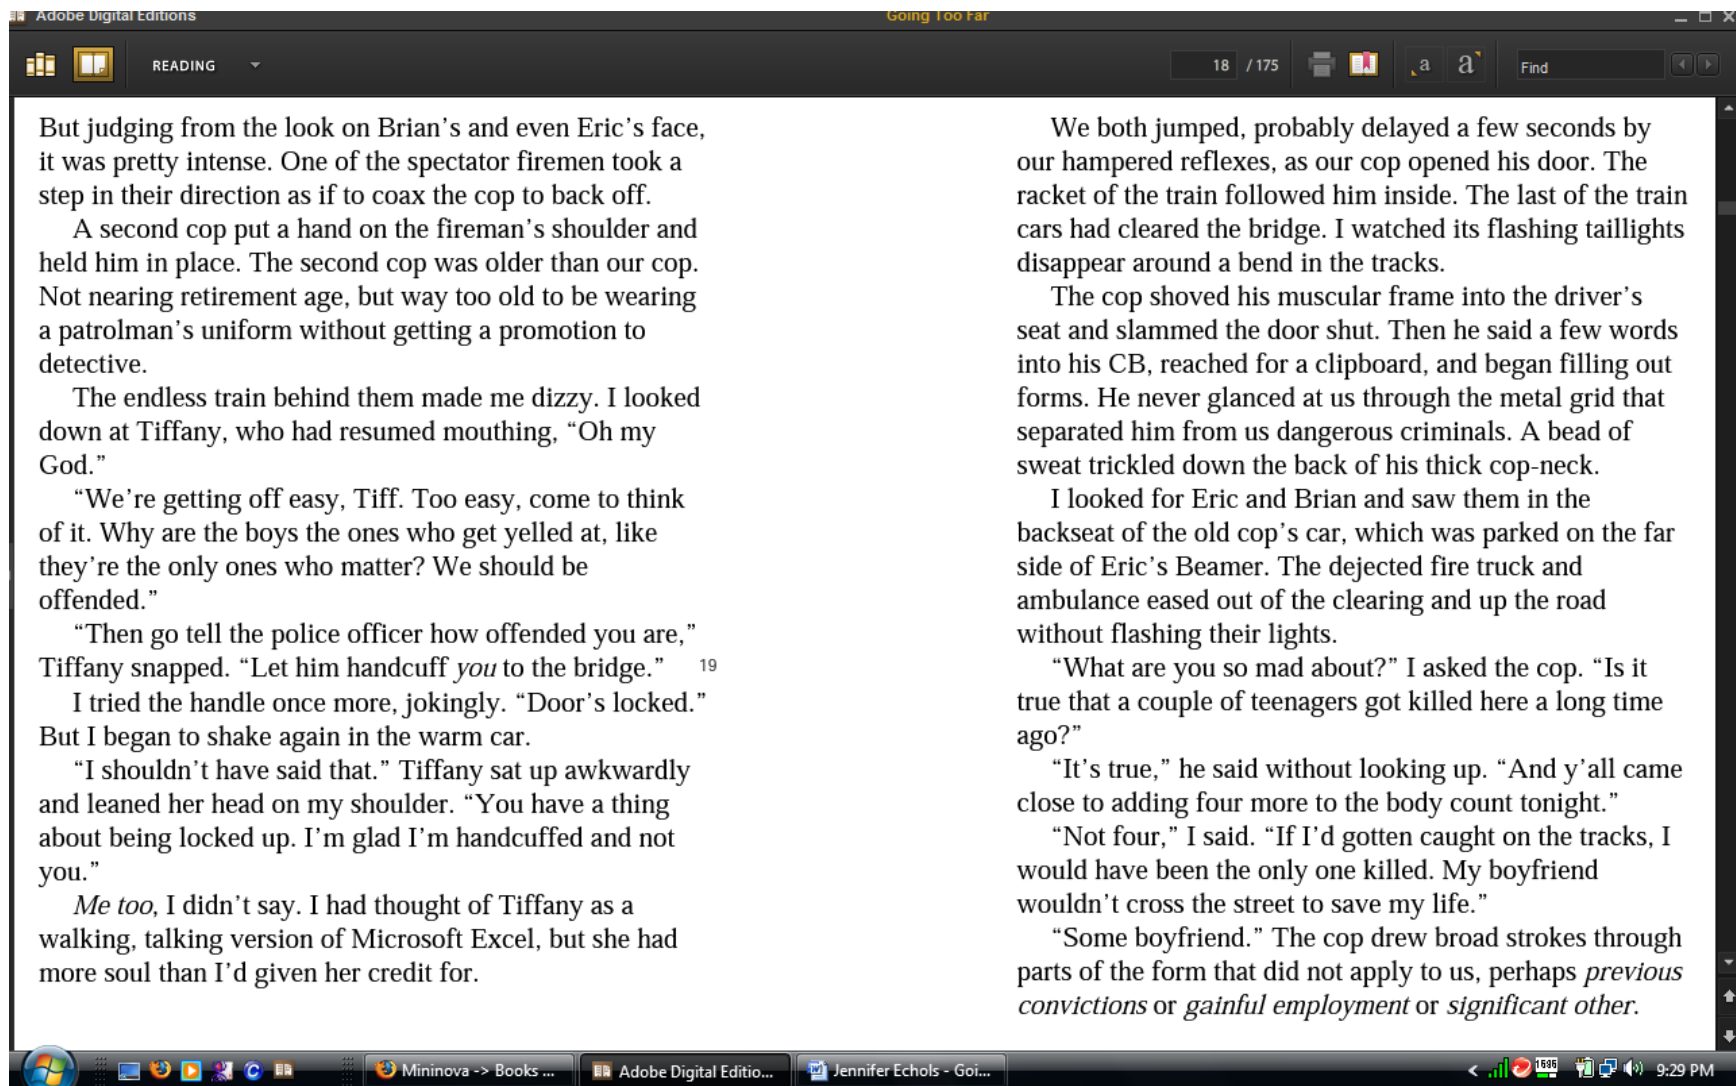 Adobe Digital Editions
Going Too Far
READING
18 / 175
a
a
Find
But judging from the look on Brian’s and even Eric’s face,
it was pretty intense. One of the spectator firemen took a
step in their direction as if to coax the cop to back off.
A second cop put a hand on the fireman’s shoulder and
held him in place. The second cop was older than our cop.
Not nearing retirement age, but way too old to be wearing
a patrolman’s uniform without getting a promotion to
detective.
The endless train behind them made me dizzy. I looked
down at Tiffany, who had resumed mouthing, “Oh my
God.”
“We’re getting off easy, Tiff. Too easy, come to think
of it. Why are the boys the ones who get yelled at, like
they’re the only ones who matter? We should be
offended.”
“Then go tell the police officer how offended you are,”
Tiffany snapped. “Let him handcuff you to the bridge.” 19
I tried the handle once more, jokingly. “Door’s locked.”
But I began to shake again in the warm car.
“I shouldn’t have said that.” Tiffany sat up awkwardly
and leaned her head on my shoulder. “You have a thing
about being locked up. I’m glad I’m handcuffed and not
you.”
Me too, I didn’t say. I had thought of Tiffany as a
walking, talking version of Microsoft Excel, but she had
more soul than I’d given her credit for.
We both jumped, probably delayed a few seconds by
our hampered reflexes, as our cop opened his door. The
racket of the train followed him inside. The last of the train
cars had cleared the bridge. I watched its flashing taillights
disappear around a bend in the tracks.
The cop shoved his muscular frame into the driver’s
seat and slammed the door shut. Then he said a few words
into his CB, reached for a clipboard, and began filling out
forms. He never glanced at us through the metal grid that
separated him from us dangerous criminals. A bead of
sweat trickled down the back of his thick cop-neck.
I looked for Eric and Brian and saw them in the
backseat of the old cop’s car, which was parked on the far
side of Eric’s Beamer. The dejected fire truck and
ambulance eased out of the clearing and up the road
without flashing their lights.
“What are you so mad about?” I asked the cop. “Is it
true that a couple of teenagers got killed here a long time
ago?”
“It’s true,” he said without looking up. “And y’all came
close to adding four more to the body count tonight.”
“Not four,” I said. “If I’d gotten caught on the tracks, I
would have been the only one killed. My boyfriend
wouldn’t cross the street to save my life.”
“Some boyfriend.” The cop drew broad strokes through
parts of the form that did not apply to us, perhaps previous
convictions or gainful employment or significant other.
Mininova -> Books ...
Adobe Digital Editio...
Jennifer Echols - Goi...
9:29 PM